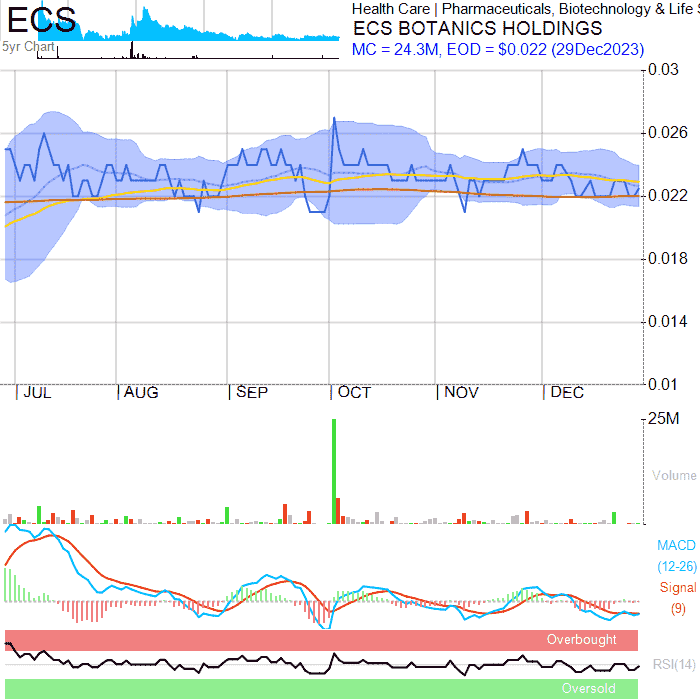 ECS
5yr Chart
Health Care | Pharmaceuticals, Biotechnology & Life S
ECS BOTANICS HOLDINGS
MC = 24.3M, EOD = $0.022 (29Dec2023)
0.03
0.026
0.022
0.018
0.014
0.01
| JUL | AUG | SEP | OCT | NOV | DEC
25M
Volume
MACD
(12-26)
Signal
(9)
Overbought
RSI(14)
Oversold